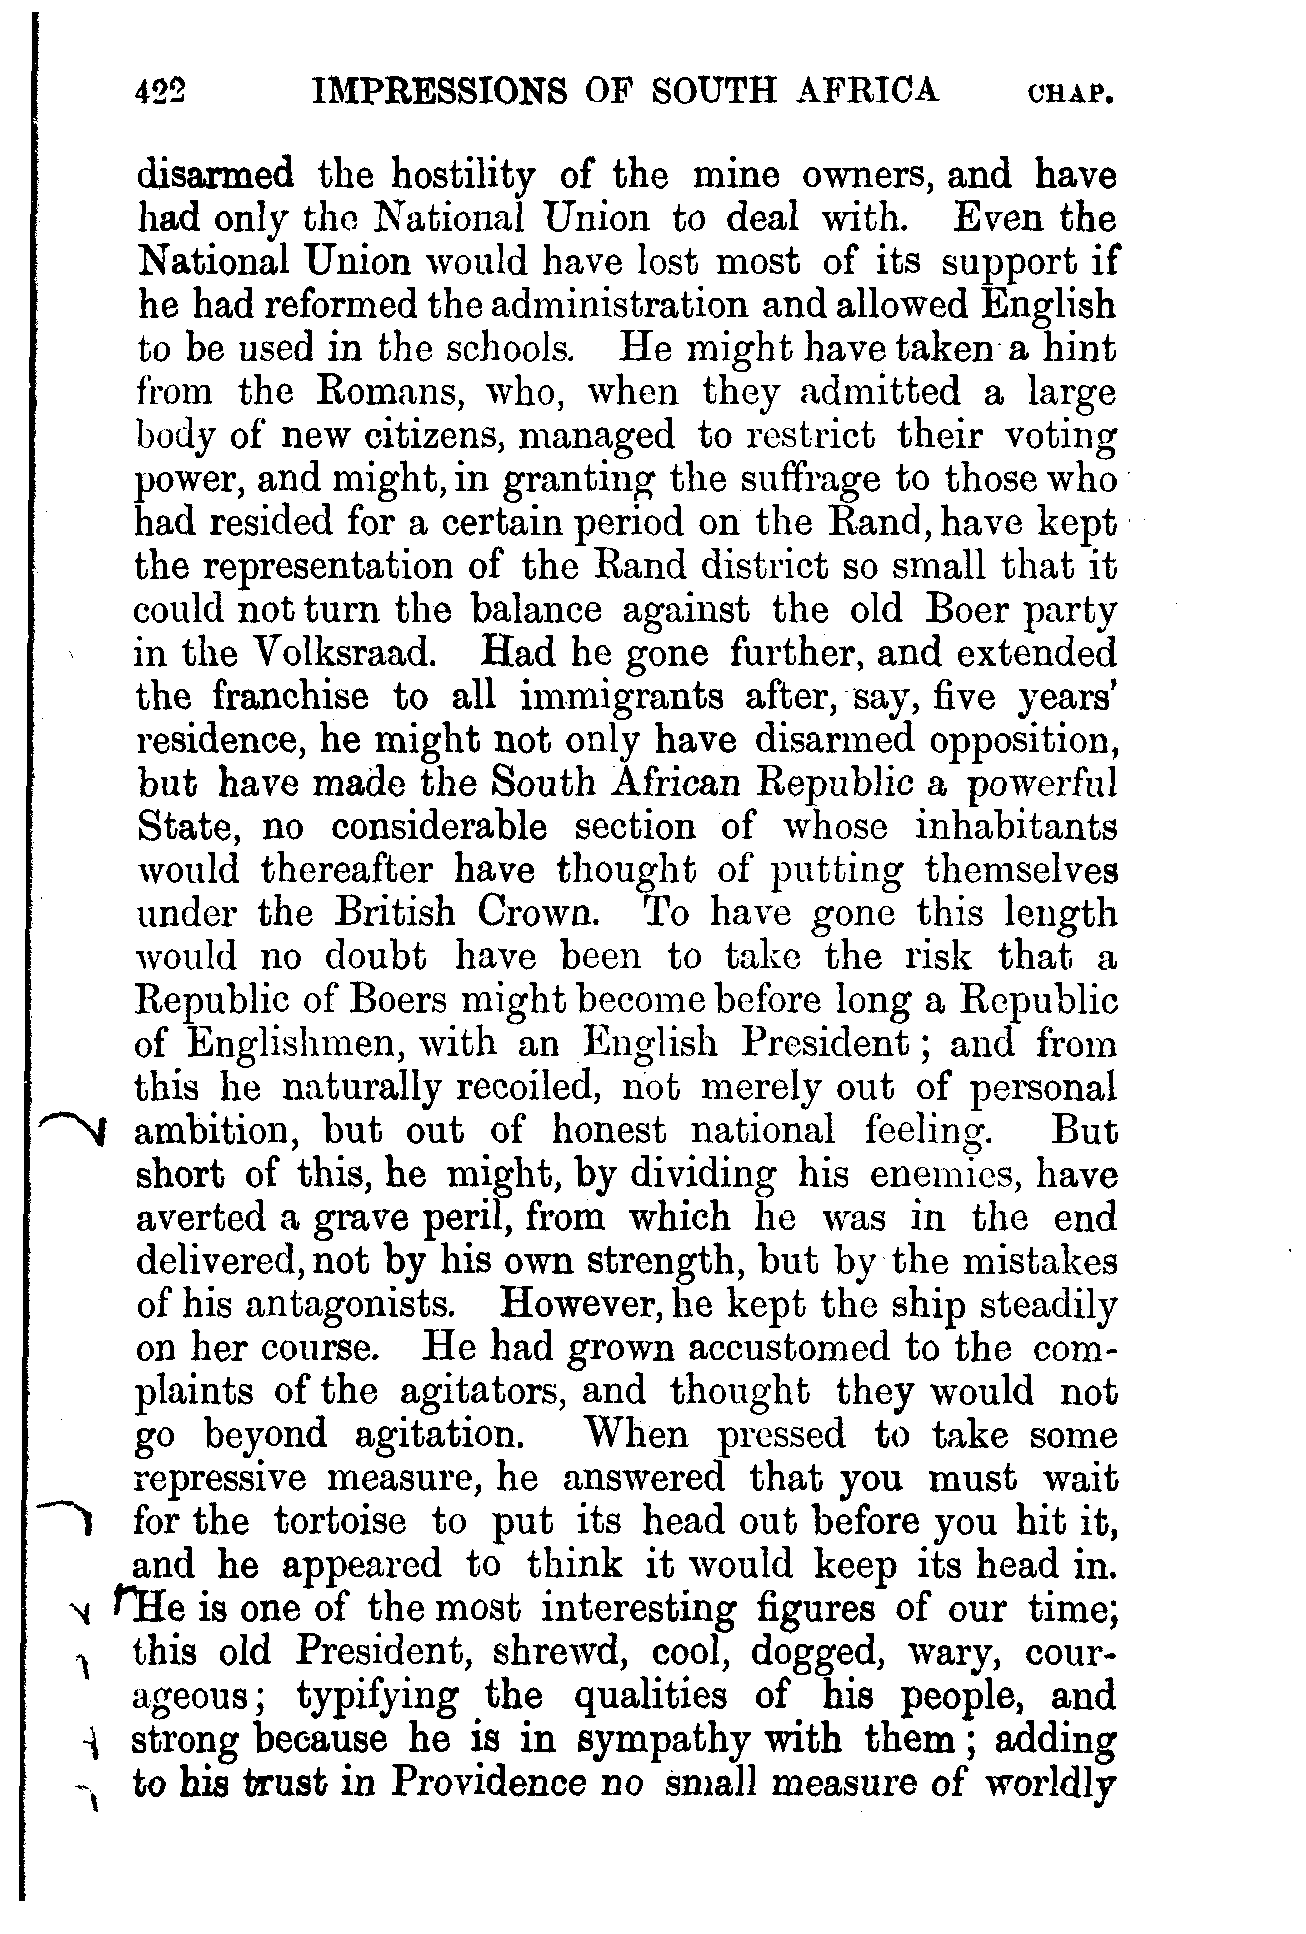 422 IMPRESSIONS OF SOUTH AFRICA CHAP.
disarmed the hostility of the mine owners, and have
had only the National Union to deal with. Even the
National Union would have lost most of its support if
he had reformed the administration and allowed English
to be used in the schools. He might have taken a hint
from the Romans, who, when they admitted a large
body of new citizens, managed to restrict their voting
power, and might, in granting the suffrage to those who
had resided for a certain period on the Rand, have kept
the representation of the Rand district so small that it
could not turn the balance against the old Boer party
in the Volksraad. Had he gone further, and extended
the franchise to all immigrants after, say, five years'
residence, he might not only have disarmed opposition,
but have made the South African Republic a powerful
State, no considerable section of whose inhabitants
would thereafter have thought of putting themselves
under the British Crown. To have gone this length
would no doubt have been to take the risk that a
Republic of Boers might become before long a Republic
of Englishmen, with an English President ; and from
this he naturally recoiled, not merely out of personal
ambition, but out of honest national feeling. But
short of this, he might, by dividing his enemies, have
averted a grave peril, from which he was in the end
delivered, not by his own strength, but by the mistakes
of his antagonists. However, he kept the ship steadily
on her course. He had grown accustomed to the com-
plaints of the agitators, and thought they would not
go beyond agitation. When pressed to take some
repressive measure, he answered that you must wait
for the tortoise to put its head out before you hit it,
and he appeared to think it would keep its head in.
He is one of the most interesting figures of our time;
this old President, shrewd, cool, dogged, wary, cour-
ageous; typifying the qualities of his people, and
strong because he is in sympathy with them ; adding
to his trust in Providence no small measure of worldly